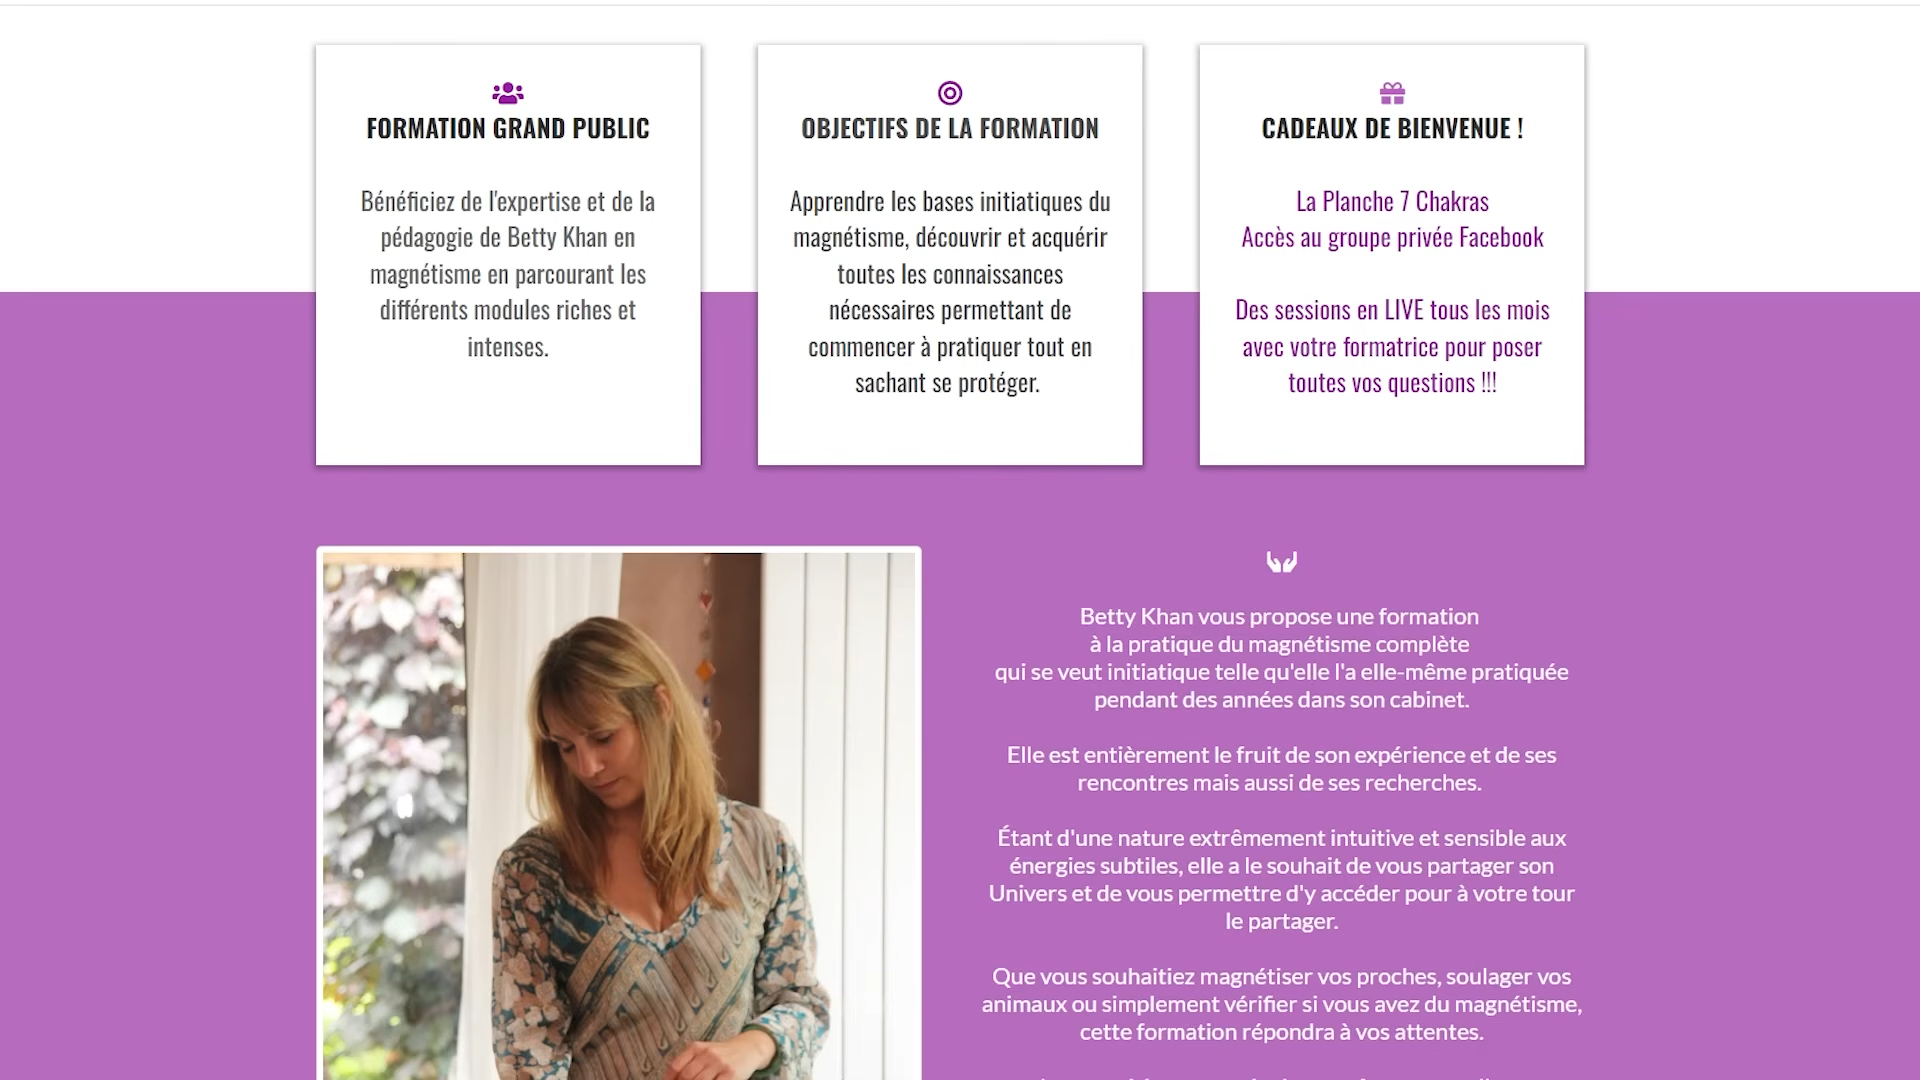 FORMATION GRAND PUBLIC
Bénéficiez de l'expertise et de la
pédagogie de Betty Khan en
magnétisme en parcourant les
différents modules riches et
intenses.
OBJECTIFS DE LA FORMATION
Apprendre les bases initiatiques du
magnétisme, découvrir et acquérir
toutes les connaissances
nécessaires permettant de
commencer à pratiquer tout en
sachant se protéger.
CADEAUX DE BIENVENUE !
La Planche 7 Chakras
Accès au groupe privée Facebook
Des sessions en LIVE tous les mois
avec votre formatrice pour poser
toutes vos questions !!!
Betty Khan vous propose une formation
à la pratique du magnétisme complète
qui se veut initiatique telle qu'elle l'a elle-même pratiquée
pendant des années dans son cabinet.
Elle est entièrement le fruit de son expérience et de ses
rencontres mais aussi de ses recherches.
Étant d'une nature extrêmement intuitive et sensible aux
énergies subtiles, elle a le souhait de vous partager son
Univers et de vous permettre d'y accéder pour à votre tour
le partager.
Que vous souhaitiez magnétiser vos proches, soulager vos
animaux ou simplement vérifier si vous avez du magnétisme,
cette formation répondra à vos attentes.